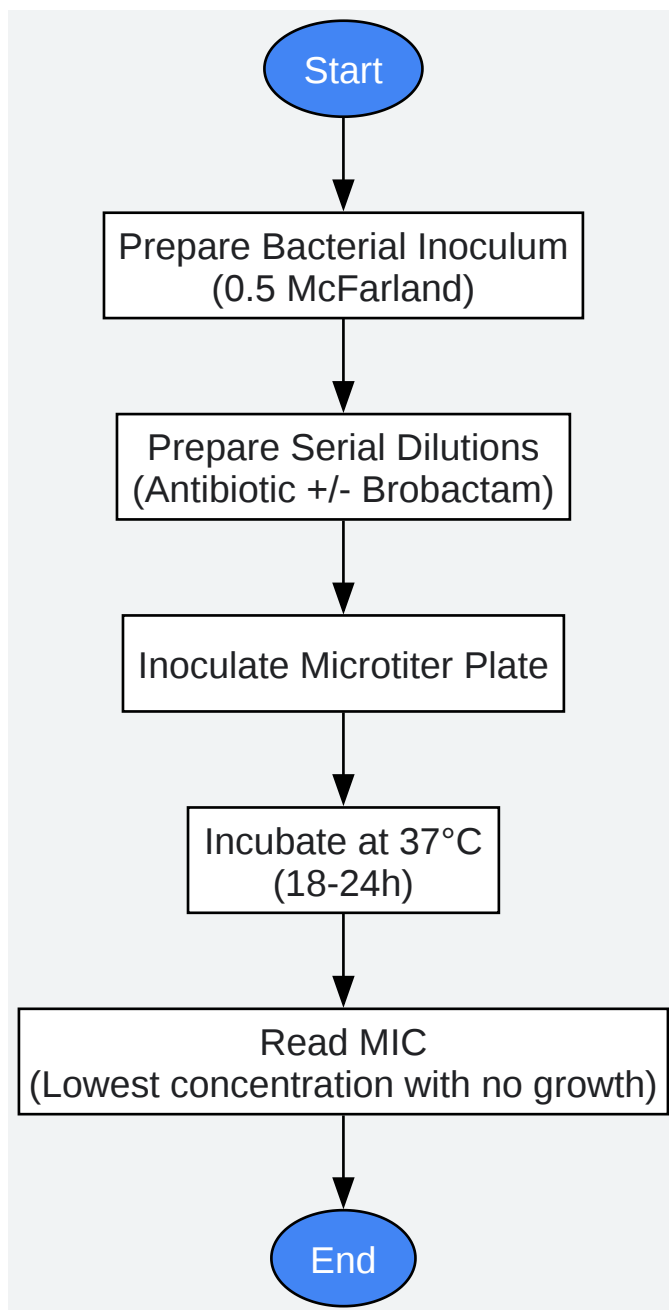 Start
Prepare Bacterial Inoculum
(0.5 McFarland)
Prepare Serial Dilutions
(Antibiotic +/- Brobactam)
Inoculate Microtiter Plate
Incubate at 37°C
(18-24h)
Read MIC
(Lowest concentration with no growth)
End